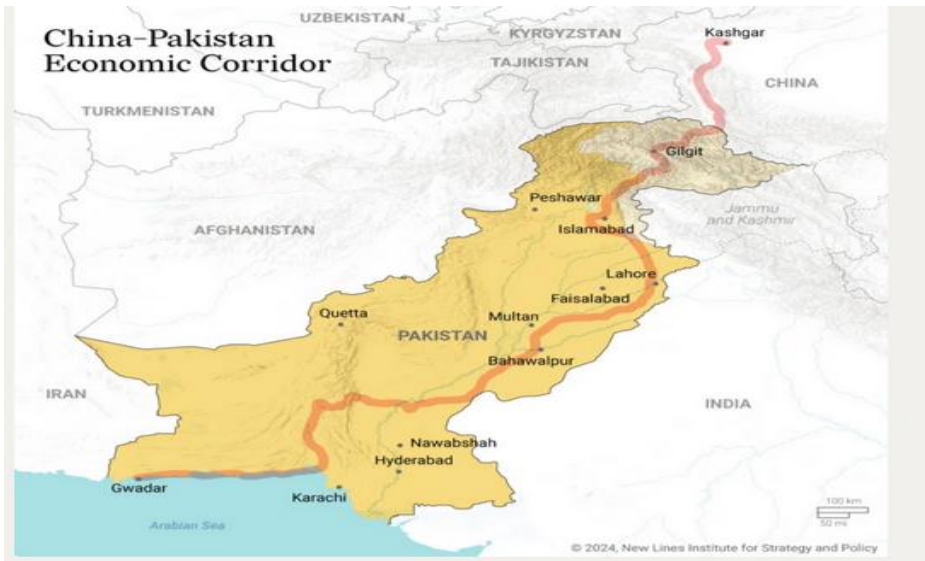 China-Pakistan
Economic Corridor
UZBEKISTAN
KYRGYZSTAN
Kashgar
TAJIKISTAN
CHINA
TURKMENISTAN
Gilgit
Peshawar
Jammu
and Kashmir
Islamabad
AFGHANISTAN
Lahore
Faisalabad
Quetta
Multan
PAKISTAN
Bahawalpur
IRAN
INDIA
Nawabshah
Hyderabad
Gwadar
Karachi
100 km
50 mi
Arabian Sea
© 2024, New Lines Institute for Strategy and Policy